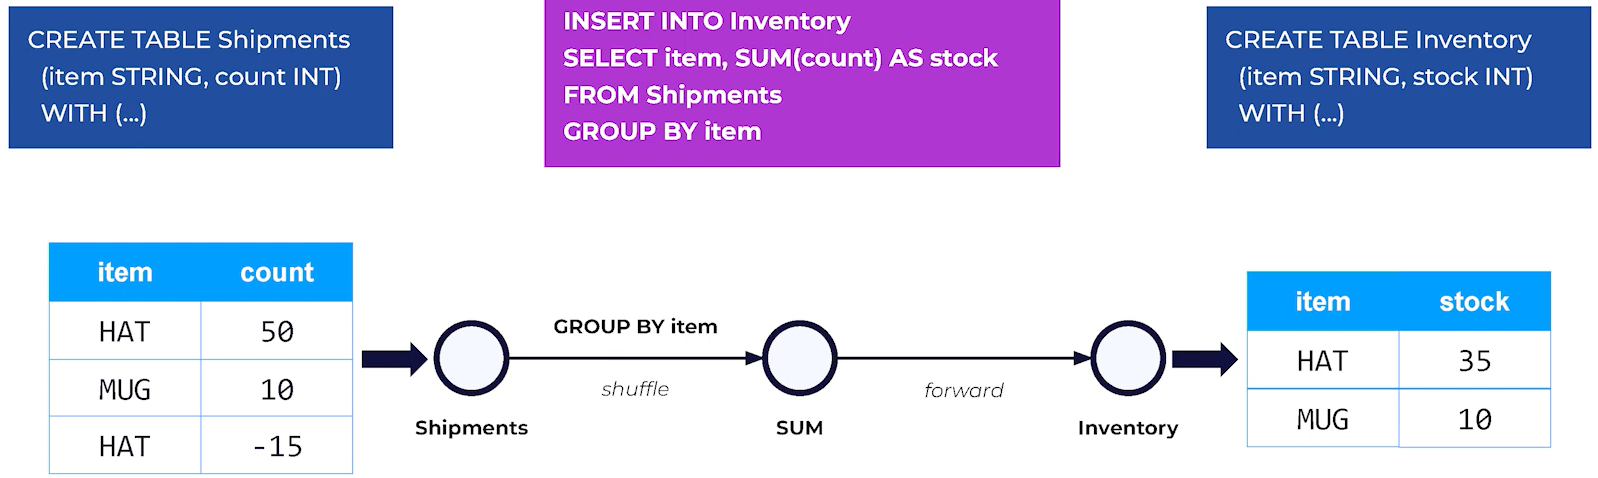 CREATE TABLE Shipments
(item STRING, count INT)
WITH (...)
INSERT INTO Inventory
SELECT item, SUM(count) AS stock
FROM Shipments
GROUP BY item
CREATE TABLE Inventory
(item STRING, stock INT)
WITH (...)
item count
HAT 50
MUG 10
HAT -15
GROUP BY item
shuffle
forward
Shipments
SUM
Inventory
item stock
HAT 35
MUG 10